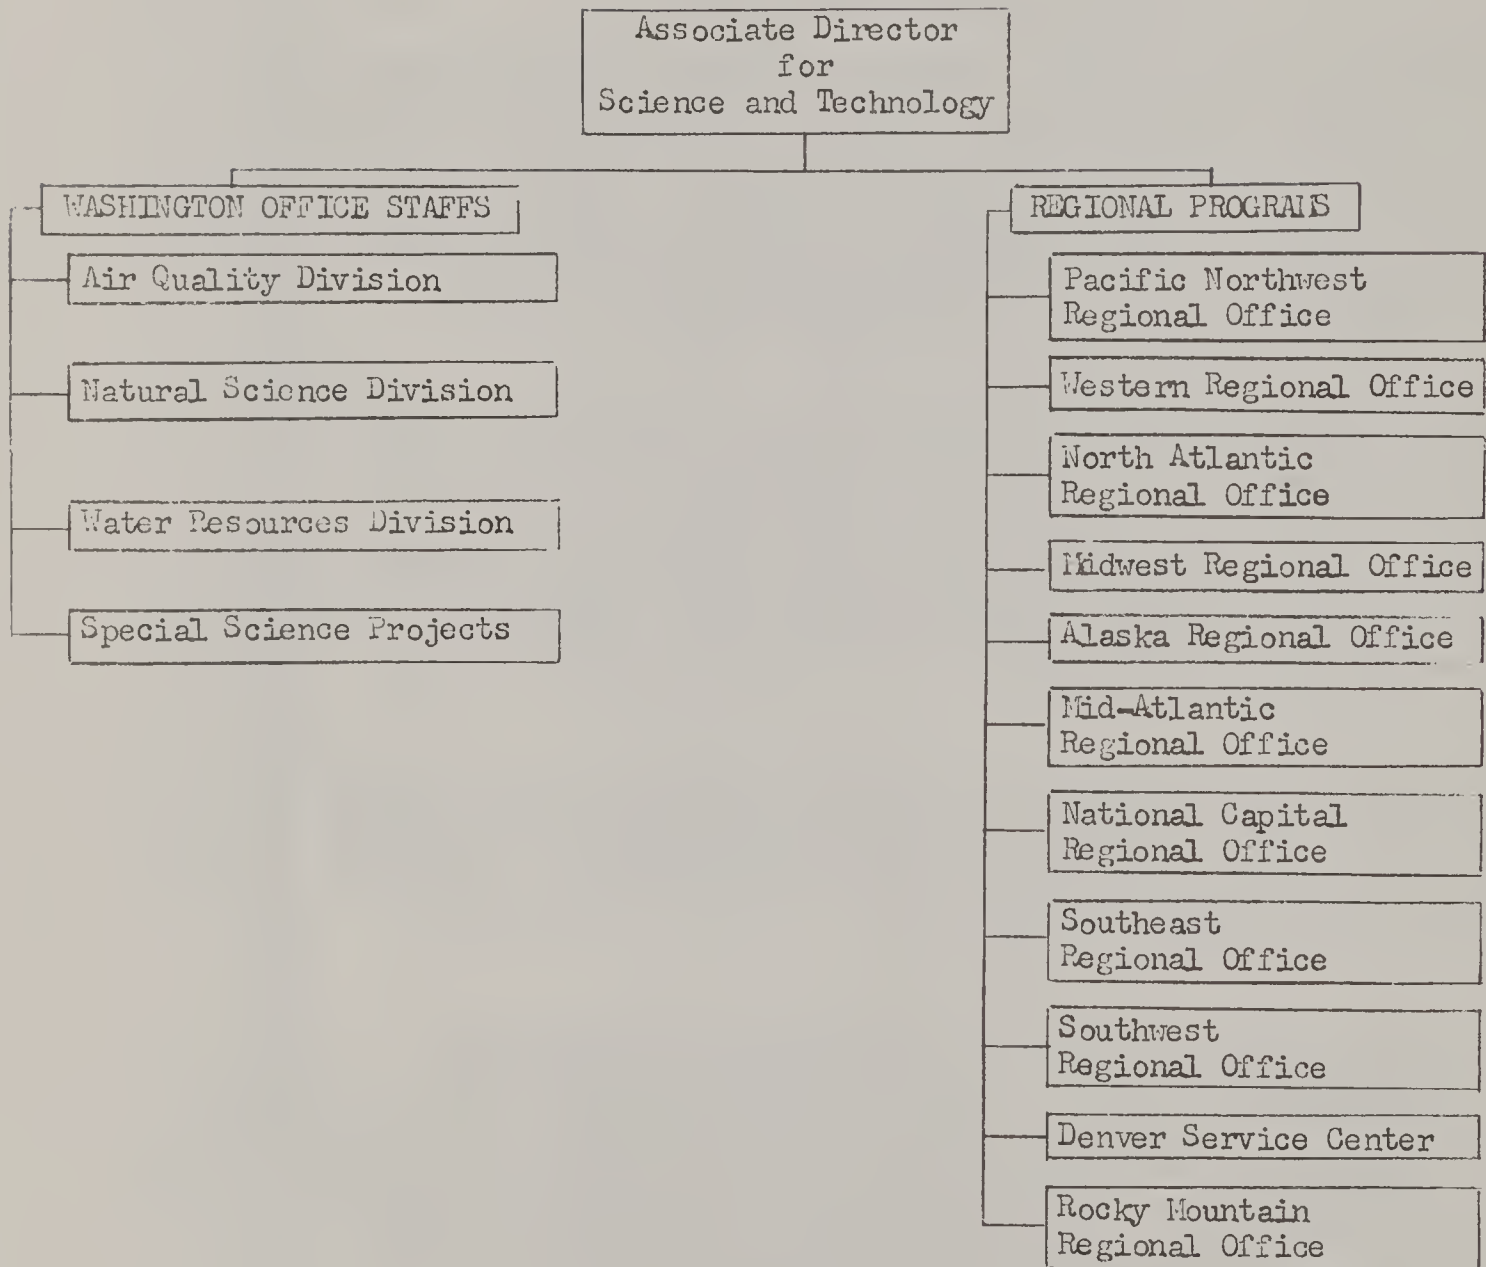 Associate Director
for
Science and Technology
WASHINGTON OFFICE STAFFS
Air Quality Division
Natural Science Division
Water Resources Division
Special Science Projects
REGIONAL PROGRAMS
Pacific Northwest
Regional Office
Western Regional Office
North Atlantic
Regional Office
Midwest Regional Office
Alaska Regional Office
Mid-Atlantic
Regional Office
National Capital
Regional Office
Southeast
Regional Office
Southwest
Regional Office
Denver Service Center
Rocky Mountain
Regional Office